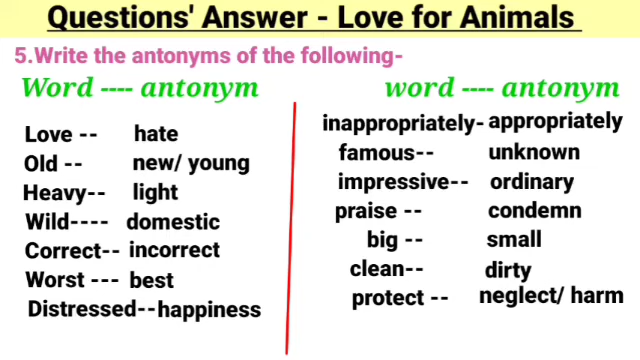 Questions' Answer - Love for Animals
5.Write the antonyms of the following-
Word ---- antonym
Love -- hate
Old -- new/ young
Heavy-- light
Wild---- domestic
Correct-- incorrect
Worst --- best
Distressed--happiness
word ---- antonym
inappropriately- appropriately
famous-- unknown
impressive-- ordinary
praise -- condemn
big -- small
clean-- dirty
protect -- neglect/ harm